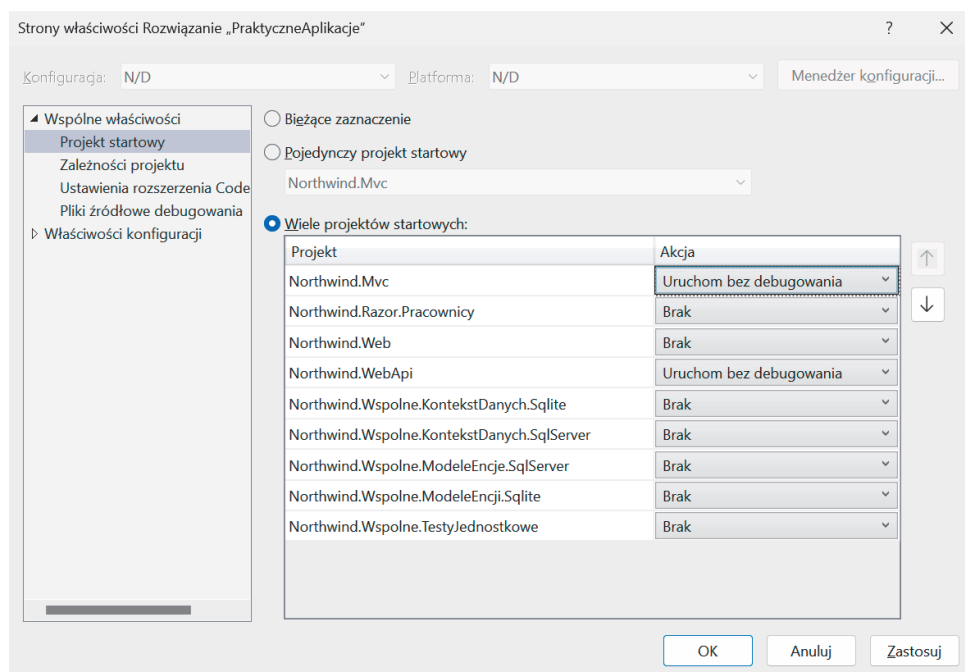 Strony właściwości Rozwiązanie „PraktyczneAplikacje”
?
Konfiguracja: N/D Platforma: N/D Menedżer konfiguracji...
Wspólne właściwości
Projekt startowy
Zależności projektu
Ustawienia rozszerzenia Code
Pliki źródłowe debugowania
Właściwości konfiguracji
Bieżące zaznaczenie
Pojedynczy projekt startowy
Northwind.Mvc
Wiele projektów startowych:
Projekt Akcja
Northwind.Mvc Uruchom bez debugowania
Northwind.Razor.Pracownicy Brak
Northwind.Web Brak
Northwind.WebApi Uruchom bez debugowania
Northwind.Wspolne.KontekstDanych.Sqlite Brak
Northwind.Wspolne.KontekstDanych.SqlServer Brak
Northwind.Wspolne.ModeleEncje.SqlServer Brak
Northwind.Wspolne.ModeleEncji.Sqlite Brak
Northwind.Wspolne.TestyJednostkowe Brak
OK Anuluj Zastosuj